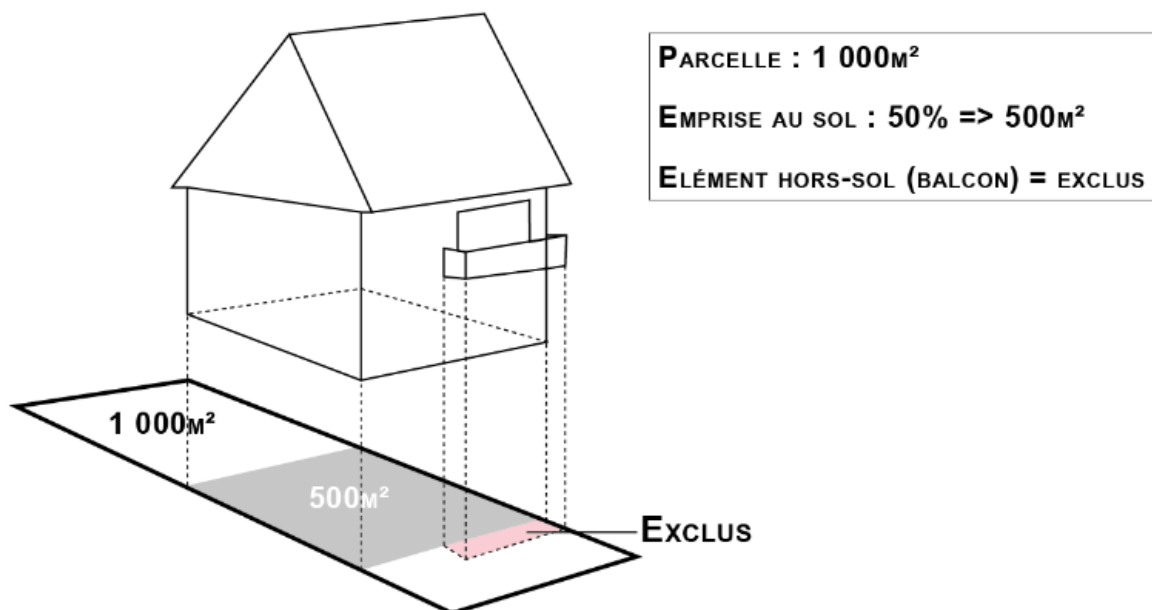 PARCELLE : 1 000M²
EMPRISE AU SOL : 50% => 500M²
ELÉMENT HORS-SOL (BALCON) = EXCLUS
1 000M²
500M²
EXCLUS